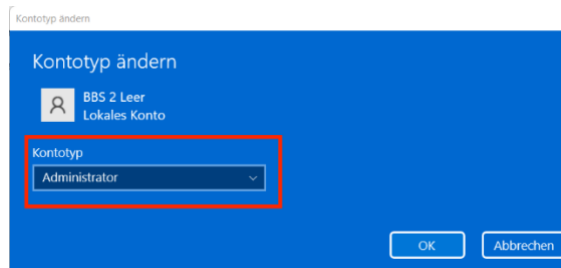 Kontotyp ändern
Kontotyp ändern
BBS 2 Leer
Lokales Konto
Kontotyp
Administrator
OK
Abbrechen